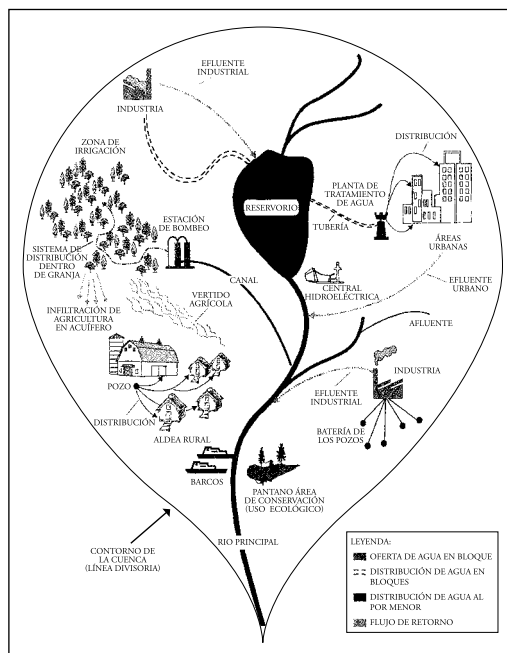 EFLUENTE
INDUSTRIAL
INDUSTRIA
ZONA DE
IRRIGACIÓN
DISTRIBUCIÓN
PLANTA DE
TRATAMIENTO
DE AGUA
RESERVORIO
TUBERÍA
ESTACIÓN
DE BOMBEO
SISTEMA DE
DISTRIBUCIÓN
DENTRO
DE GRANJA
ÁREAS
URBANAS
CANAL
CENTRAL
HIDROELÉCTRICA
EFLUENTE
URBANO
INFILTRACIÓN DE
AGRICULTURA
EN ACUÍFERO
VERTIDO
AGRÍCOLA
AFLUENTE
POZO
INDUSTRIA
EFLUENTE
INDUSTRIAL
DISTRIBUCIÓN
ALDEA RURAL
BATERÍA DE
LOS POZOS
BARCOS
PANTANO ÁREA
DE CONSERVACIÓN
(USO ECOLÓGICO)
RIO PRINCIPAL
CONTORNO DE
LA CUENCA
(LÍNEA DIVISORIA)
LEYENDA:
OFERTA DE AGUA EN BLOQUE
DISTRIBUCIÓN DE AGUA EN
BLOQUES
DISTRIBUCIÓN DE AGUA AL
POR MENOR
FLUJO DE RETORNO